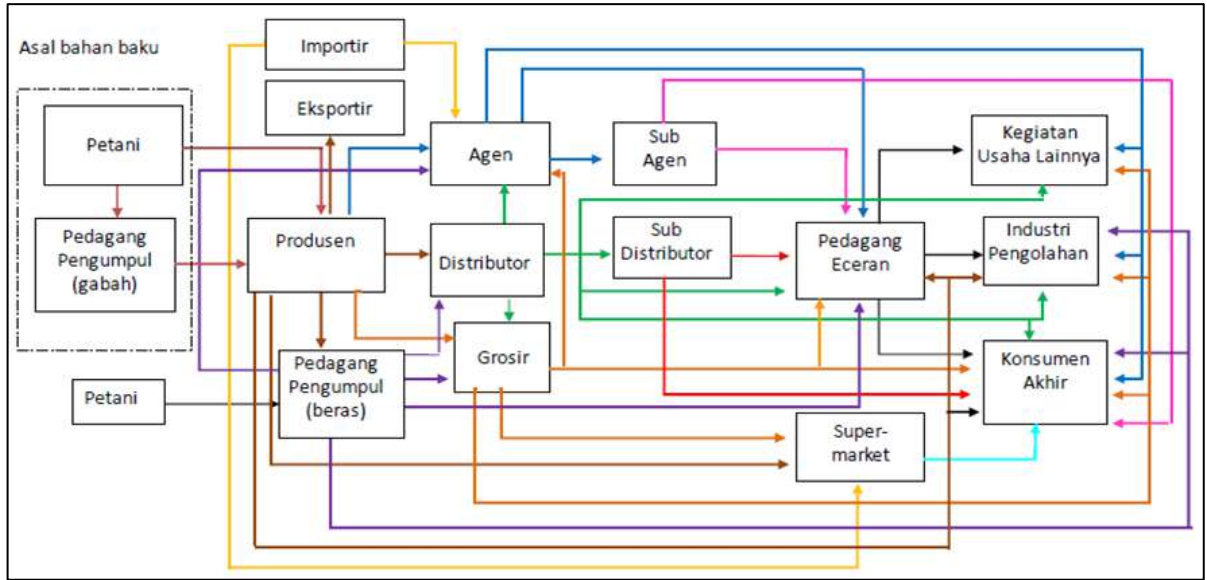 Asal bahan baku
Importir
Eksportir
Petani
Agen
Sub
Agen
Kegiatan
Usaha Lainnya
Pedagang
Pengumpul
(gabah)
Produsen
Distributor
Sub
Distributor
Pedagang
Eceran
Industri
Pengolahan
Petani
Pedagang
Pengumpul
(beras)
Grosir
Konsumen
Akhir
Super-
market